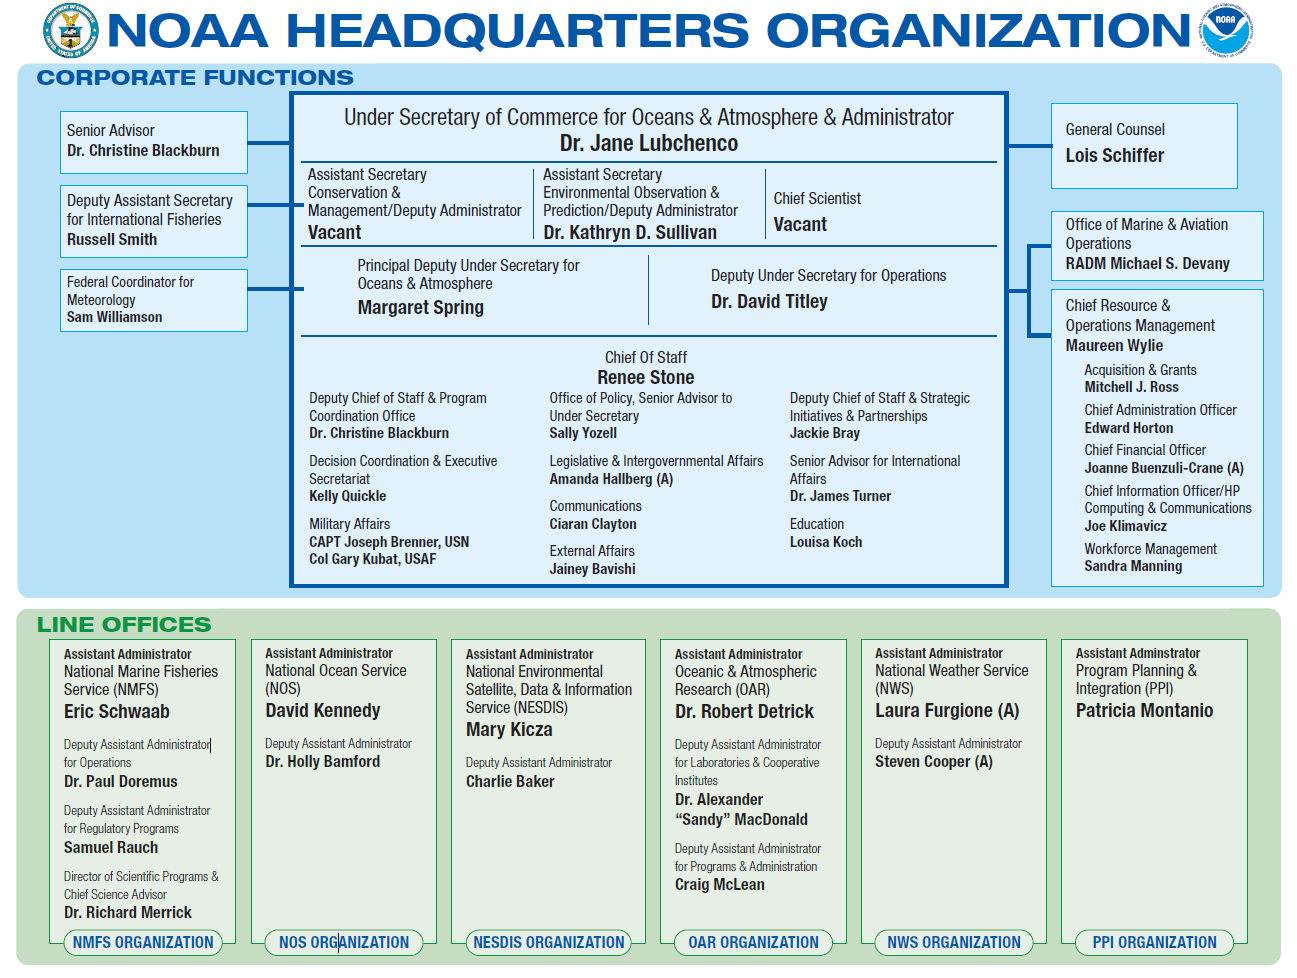 NOAA HEADQUARTERS ORGANIZATION
NOAA
CORPORATE FUNCTIONS
Senior Advisor
Dr. Christine Blackburn
Deputy Assistant Secretary
for International Fisheries
Russell Smith
Federal Coordinator for
Meteorology
Sam Williamson
Under Secretary of Commerce for Oceans & Atmosphere & Administrator
Dr. Jane Lubchenco
Assistant Secretary
Conservation &
Management/Deputy Administrator
Vacant
Assistant Secretary
Environmental Observation &
Prediction/Deputy Administrator
Dr. Kathryn D. Sullivan
Chief Scientist
Vacant
Principal Deputy Under Secretary for
Oceans & Atmosphere
Margaret Spring
Deputy Under Secretary for Operations
Dr. David Titley
Chief Of Staff
Renee Stone
Deputy Chief of Staff & Program
Coordination Office
Dr. Christine Blackburn
Decision Coordination & Executive
Secretariat
Kelly Quickle
Military Affairs
CAPT Joseph Brenner, USN
Col Gary Kubat, USAF
Office of Policy, Senior Advisor to
Under Secretary
Sally Yozell
Legislative & Intergovernmental Affairs
Amanda Hallberg (A)
Communications
Ciaran Clayton
External Affairs
Jainey Bavishi
Deputy Chief of Staff & Strategic
Initiatives & Partnerships
Jackie Bray
Senior Advisor for International
Affairs
Dr. James Turner
Education
Louisa Koch
General Counsel
Lois Schiffer
Office of Marine & Aviation
Operations
RADM Michael S. Devany
Chief Resource &
Operations Management
Maureen Wylie
Acquisition & Grants
Mitchell J. Ross
Chief Administration Officer
Edward Horton
Chief Financial Officer
Joanne Buenzuli-Crane (A)
Chief Information Officer/HP
Computing & Communications
Joe Klimavicz
Workforce Management
Sandra Manning
LINE OFFICES
Assistant Administrator
National Marine Fisheries
Service (NMFS)
Eric Schwaab
Deputy Assistant Administrator
for Operations
Dr. Paul Doremus
Deputy Assistant Administrator
for Regulatory Programs
Samuel Rauch
Director of Scientific Programs &
Chief Science Advisor
Dr. Richard Merrick
NMFS ORGANIZATION
Assistant Administrator
National Ocean Service
(NOS)
David Kennedy
Deputy Assistant Administrator
Dr. Holly Bamford
NOS ORGANIZATION
Assistant Administrator
National Environmental
Satellite, Data & Information
Service (NESDIS)
Mary Kicza
Deputy Assistant Administrator
Charlie Baker
NESDIS ORGANIZATION
Assistant Administrator
Oceanic & Atmospheric
Research (OAR)
Dr. Robert Detrick
Deputy Assistant Administrator
for Laboratories & Cooperative
Institutes
Dr. Alexander
“Sandy” MacDonald
Deputy Assistant Administrator
for Programs & Administration
Craig McLean
OAR ORGANIZATION
Assistant Administrator
National Weather Service
(NWS)
Laura Furgione (A)
Deputy Assistant Administrator
Steven Cooper (A)
NWS ORGANIZATION
Assistant Adminstrator
Program Planning &
Integration (PPI)
Patricia Montanio
PPI ORGANIZATION